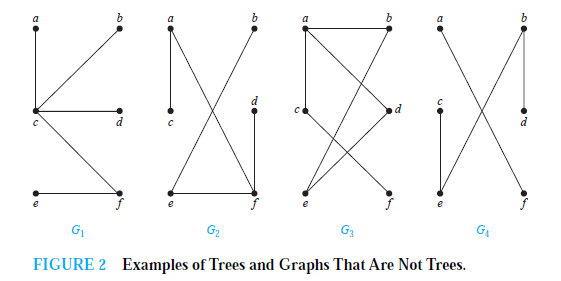 a b a b a b a b
c d c d c d c d
e f e f e f e f
G1 G2 G3 G4
FIGURE 2 Examples of Trees and Graphs That Are Not Trees.